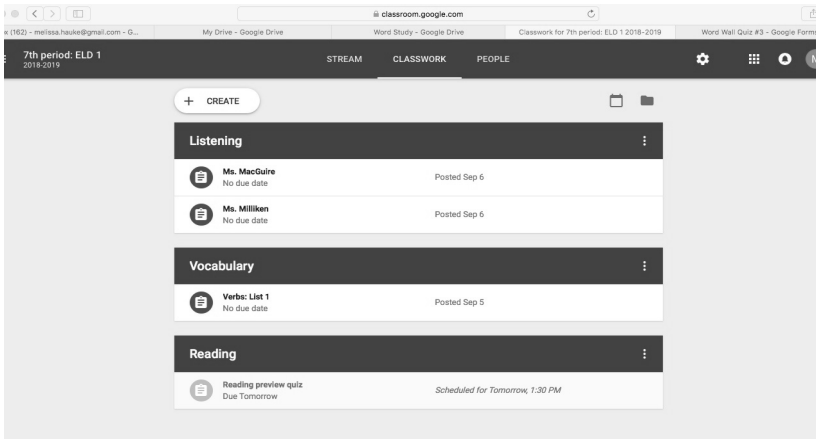 classroom.google.com
x (162) - melissa.hauke@gmail.com - G...
My Drive - Google Drive
Word Study - Google Drive
Classwork for 7th period: ELD 1 2018-2019
Word Wall Quiz #3 - Google Forms
7th period: ELD 1
2018-2019
STREAM
CLASSWORK
PEOPLE
+ CREATE
Listening
Ms. MacGuire
No due date
Posted Sep 6
Ms. Milliken
No due date
Posted Sep 6
Vocabulary
Verbs: List 1
No due date
Posted Sep 5
Reading
Reading preview quiz
Due Tomorrow
Scheduled for Tomorrow, 1:30 PM